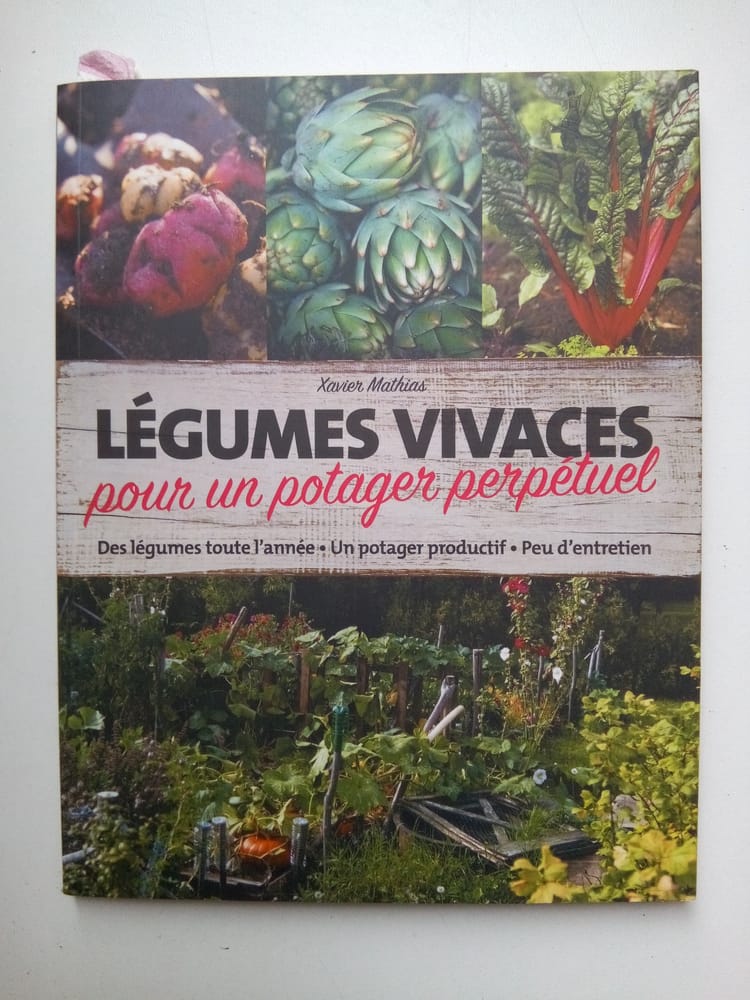 Xavier Mathias
LÉGUMES VIVACES
pour un potager perpétuel
Des légumes toute l'année • Un potager productif • Peu d'entretien